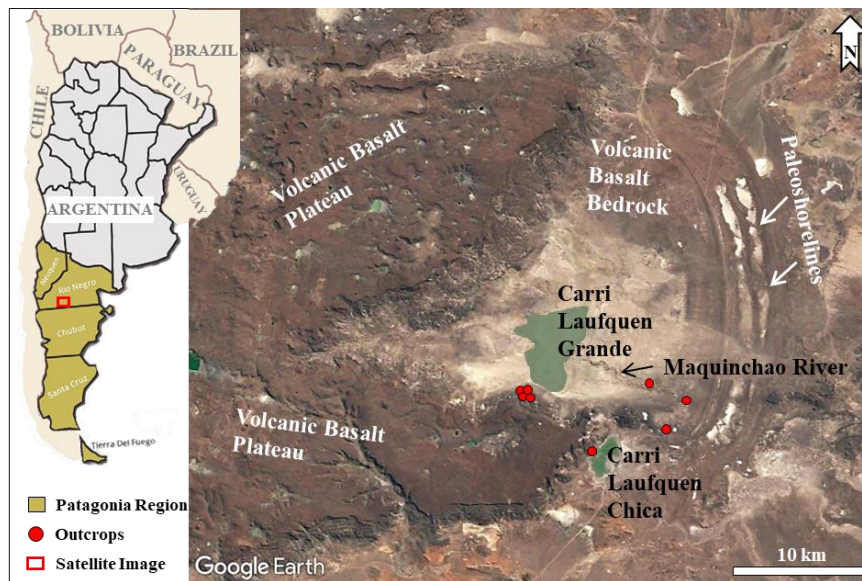 BOLIVIA
BRAZIL
PARAGUAY
CHILE
URUGUAY
ARGENTINA
Neuquen
Rio Negro
Chubut
Santa Cruz
Tierra Del Fuego
Patagonia Region
Outcrops
Satellite Image
N
Volcanic Basalt
Plateau
Volcanic
Basalt
Bedrock
Paleoshorelines
Carri
Laufquen
Grande
Maquinchao River
Volcanic Basalt
Plateau
Carri
Laufquen
Chica
Google Earth
10 km